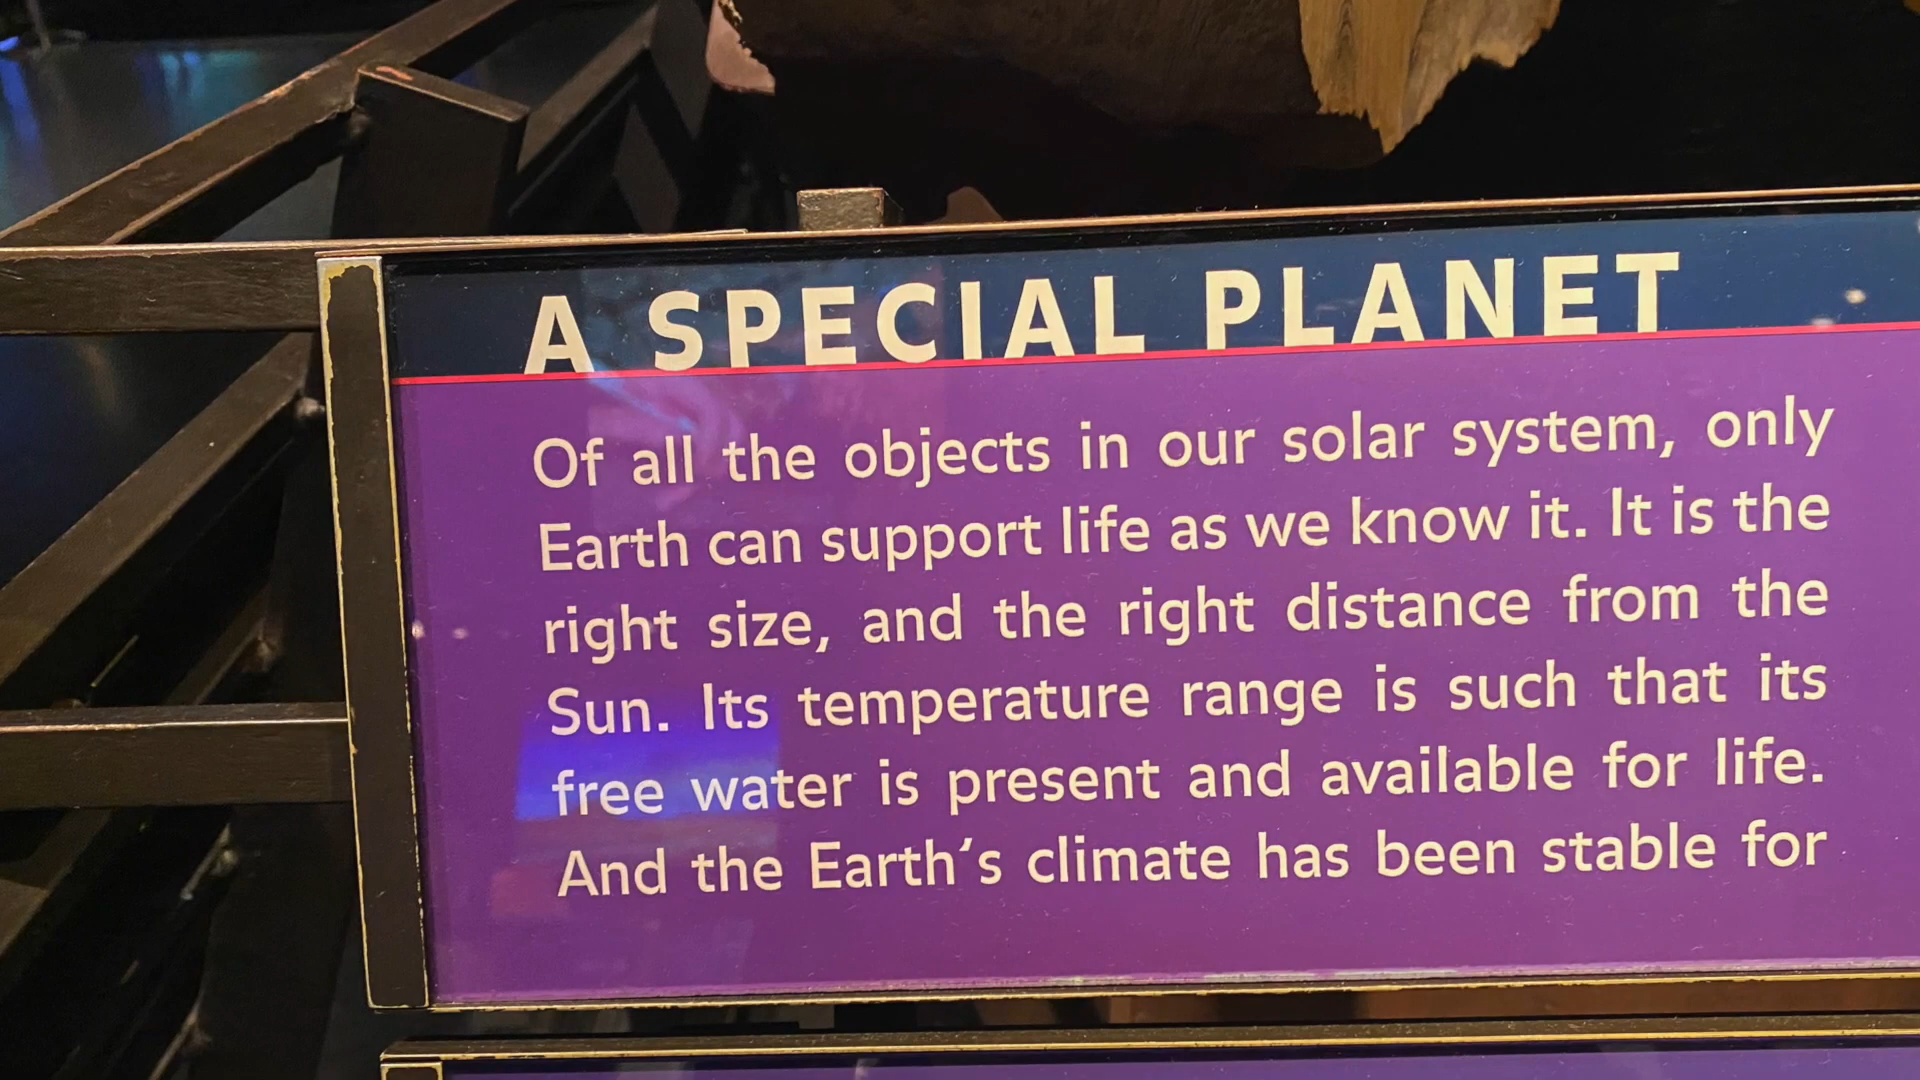 A SPECIAL PLANET
Of all the objects in our solar system, only
Earth can support life as we know it. It is the
right size, and the right distance from the
Sun. Its temperature range is such that its
free water is present and available for life.
And the Earth's climate has been stable for